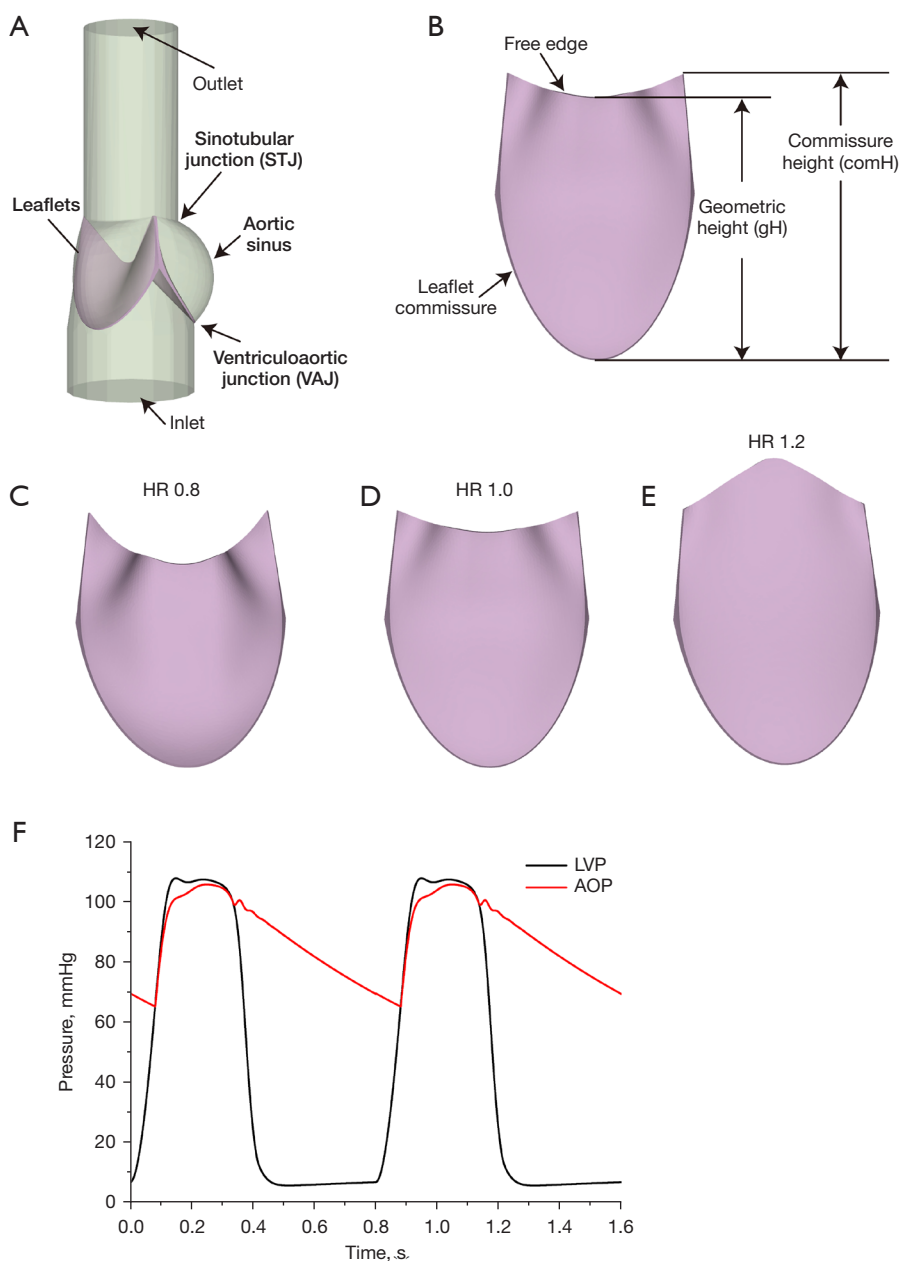 A
Outlet
Sinotubular
junction (STJ)
Leaflets
Aortic
sinus
Ventriculoaortic
junction (VAJ)
Inlet
B
Free edge
Commissure
height (comH)
Geometric
height (gH)
Leaflet
commissure
C
HR 0.8
D
HR 1.0
E
HR 1.2
F
120
100
80
60
40
20
0
Pressure, mmHg
LVP
AOP
0.0 0.2 0.4 0.6 0.8 1.0 1.2 1.4 1.6
Time, s